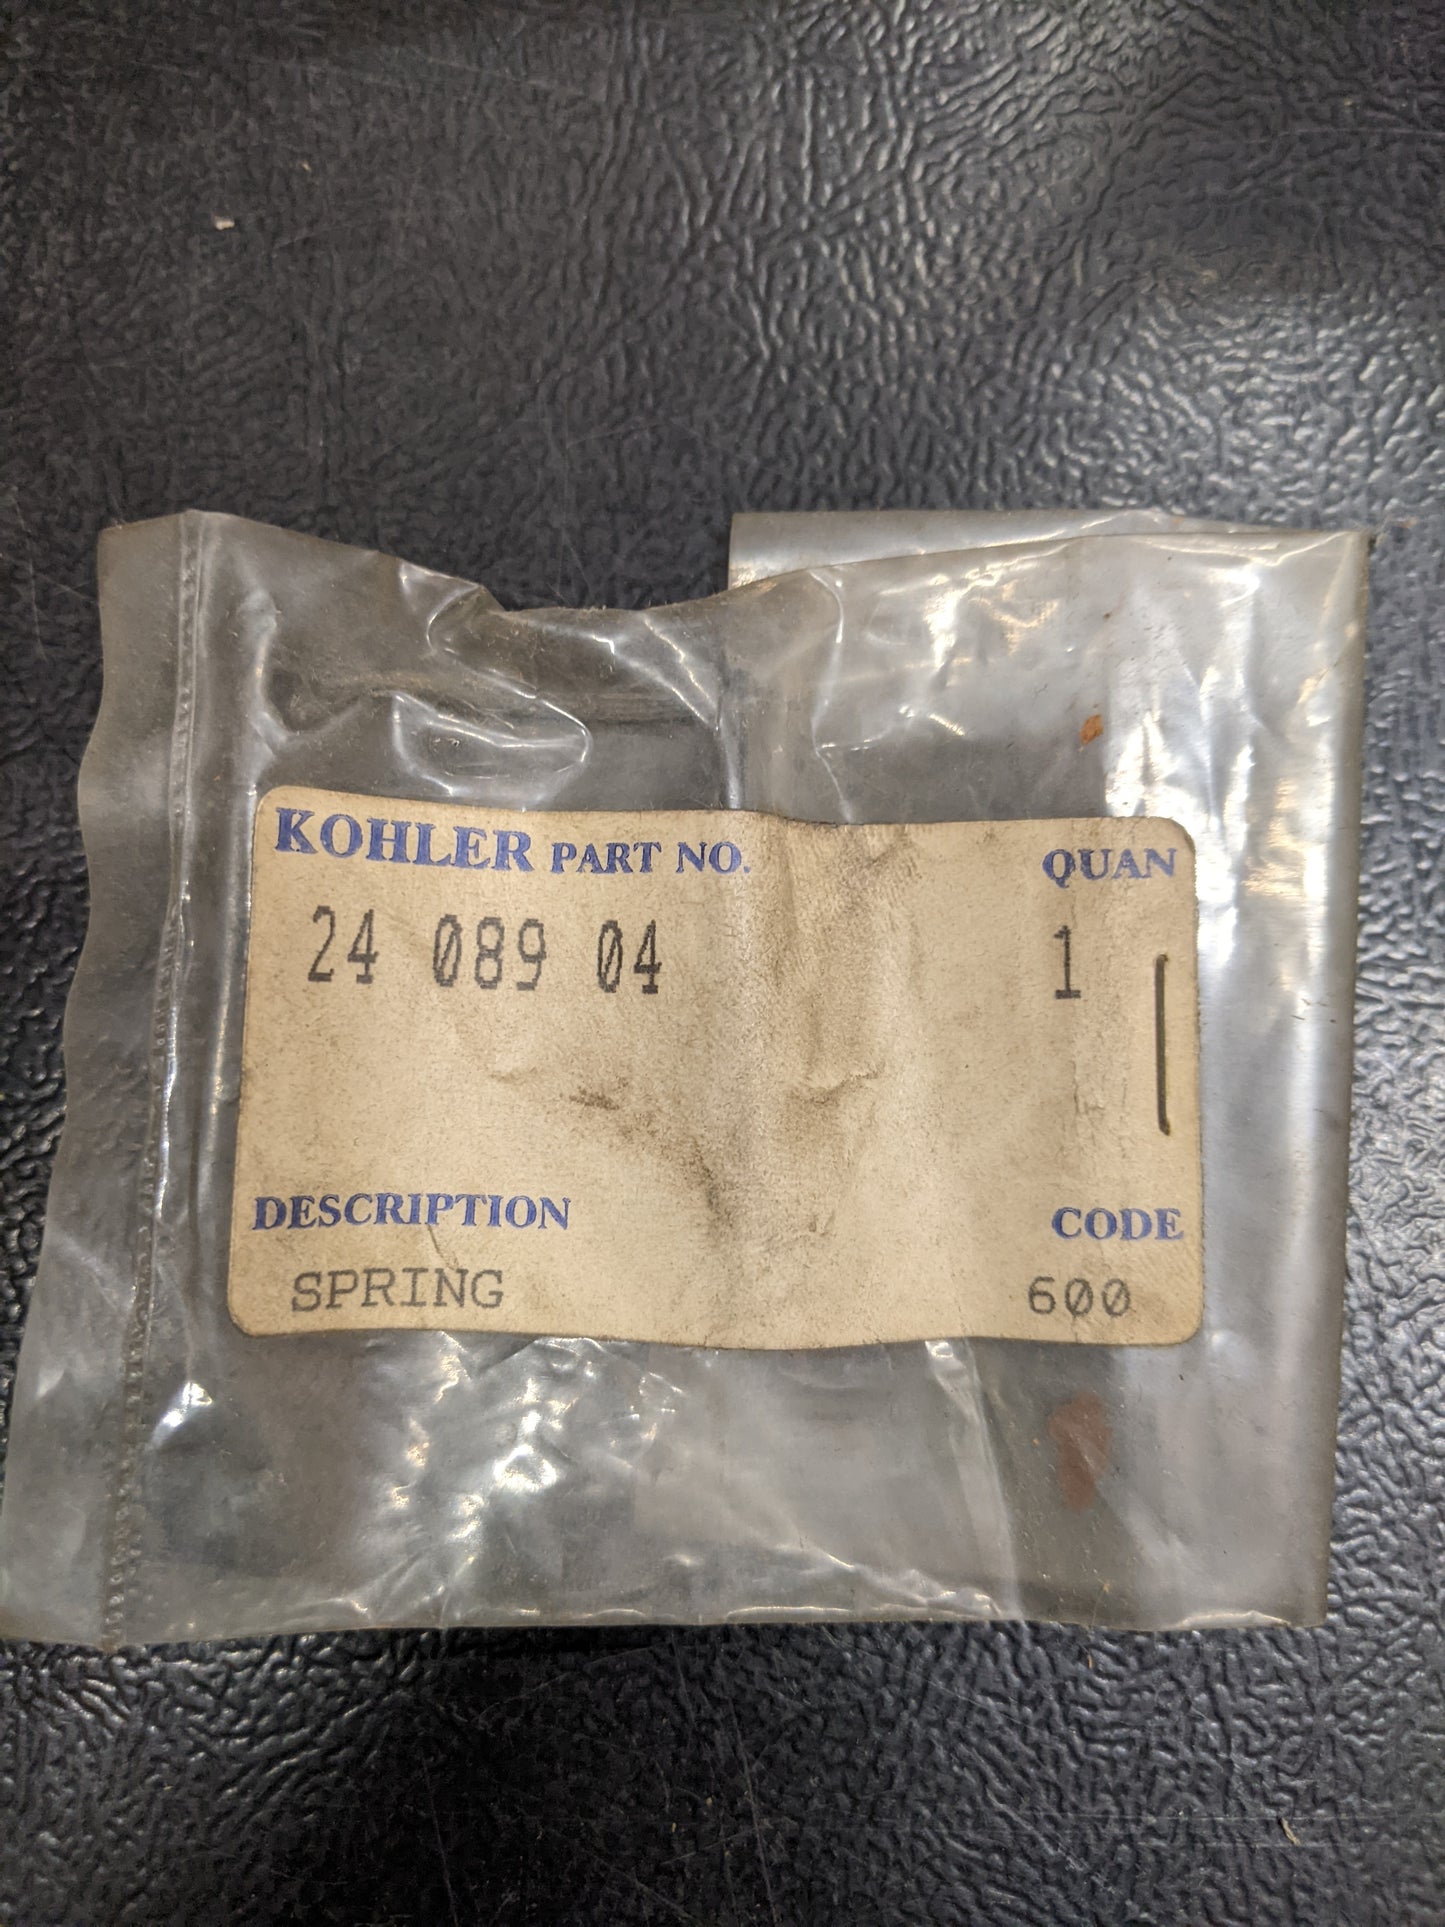 KOHLER PART NO. QUAN
24 089 04 1
DESCRIPTION CODE
SPRING 600